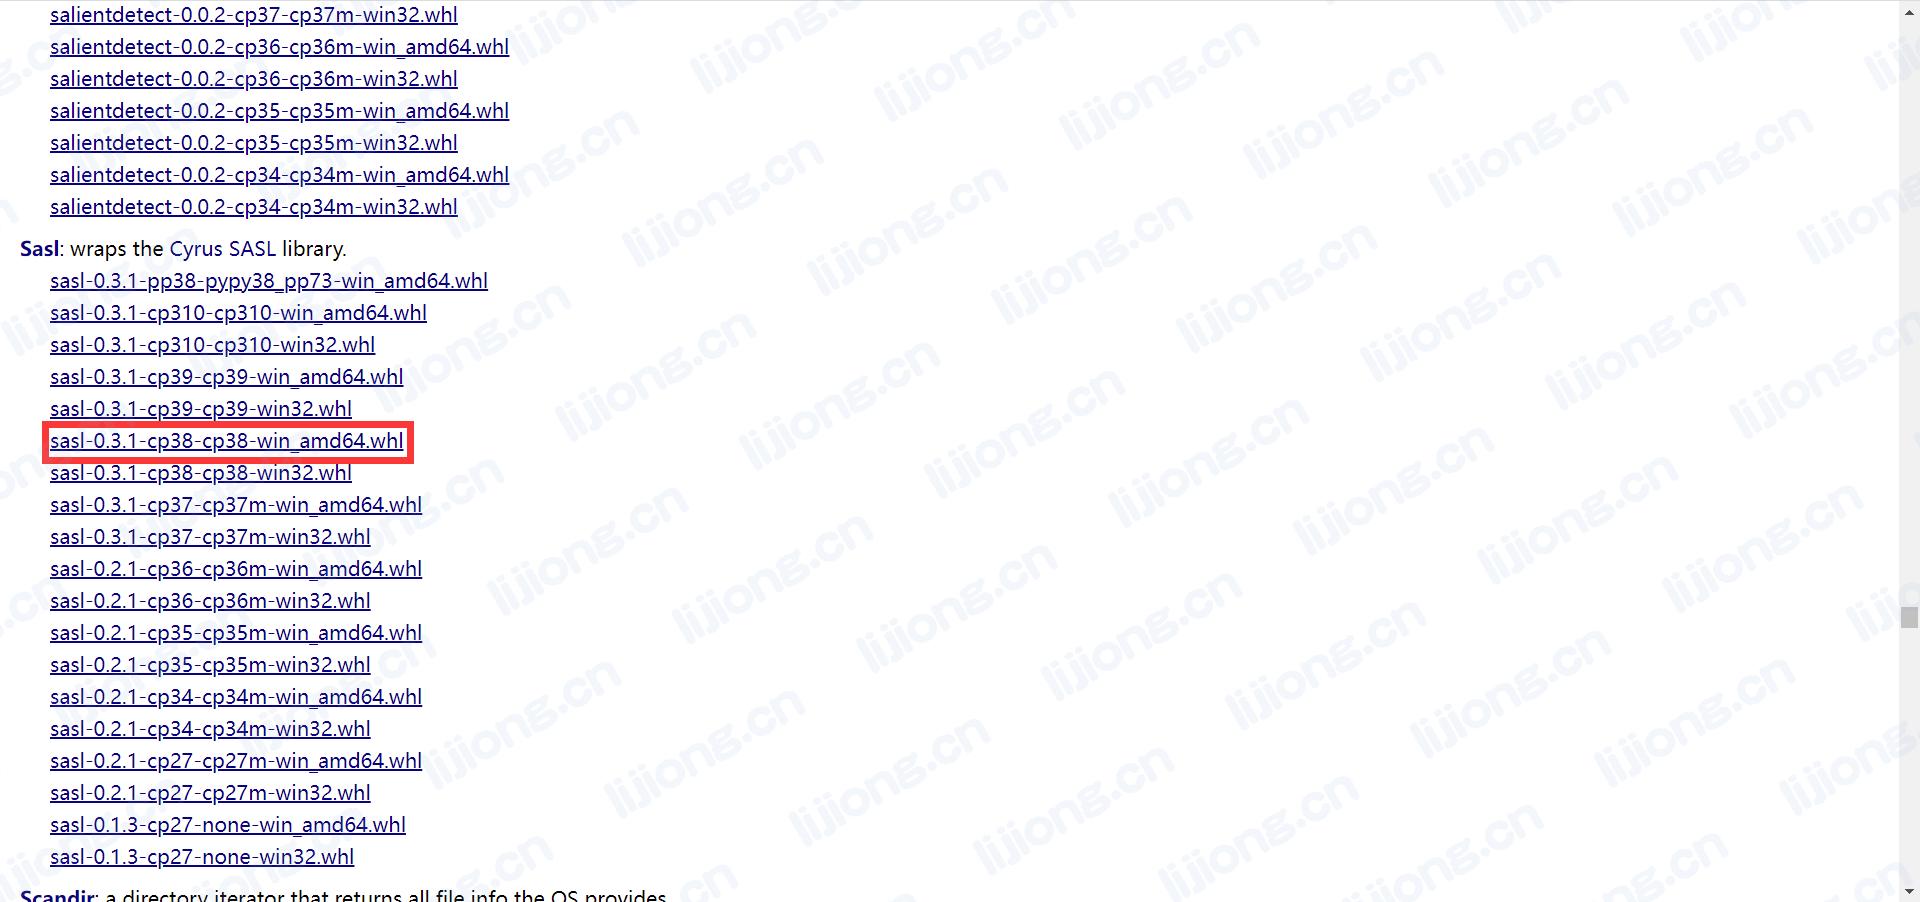 salientdetect-0.0.2-cp37-cp37m-win32.whl
salientdetect-0.0.2-cp36-cp36m-win_amd64.whl
salientdetect-0.0.2-cp36-cp36m-win32.whl
salientdetect-0.0.2-cp35-cp35m-win_amd64.whl
salientdetect-0.0.2-cp35-cp35m-win32.whl
salientdetect-0.0.2-cp34-cp34m-win_amd64.whl
salientdetect-0.0.2-cp34-cp34m-win32.whl
Sasl: wraps the Cyrus SASL library.
sasl-0.3.1-pp38-pypy38_pp73-win_amd64.whl
sasl-0.3.1-cp310-cp310-win_amd64.whl
sasl-0.3.1-cp310-cp310-win32.whl
sasl-0.3.1-cp39-cp39-win_amd64.whl
sasl-0.3.1-cp39-cp39-win32.whl
sasl-0.3.1-cp38-cp38-win_amd64.whl
sasl-0.3.1-cp38-cp38-win32.whl
sasl-0.3.1-cp37-cp37m-win_amd64.whl
sasl-0.3.1-cp37-cp37m-win32.whl
sasl-0.2.1-cp36-cp36m-win_amd64.whl
sasl-0.2.1-cp36-cp36m-win32.whl
sasl-0.2.1-cp35-cp35m-win_amd64.whl
sasl-0.2.1-cp35-cp35m-win32.whl
sasl-0.2.1-cp34-cp34m-win_amd64.whl
sasl-0.2.1-cp34-cp34m-win32.whl
sasl-0.2.1-cp27-cp27m-win_amd64.whl
sasl-0.2.1-cp27-cp27m-win32.whl
sasl-0.1.3-cp27-none-win_amd64.whl
sasl-0.1.3-cp27-none-win32.whl
Scandir: a directory iterator that returns all file info the OS provides.
lijiong.cn